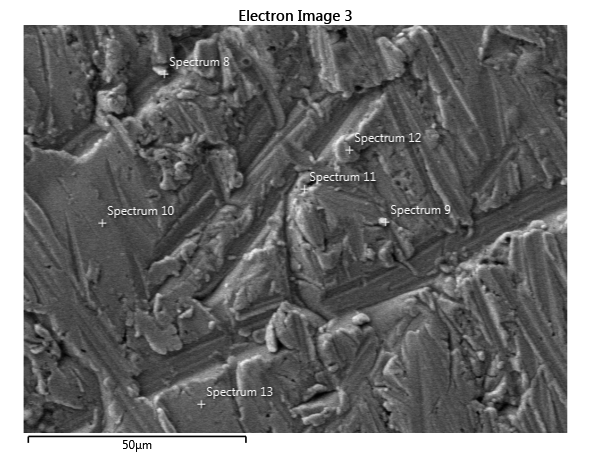 Electron Image 3
Spectrum 8
Spectrum 12
Spectrum 11
Spectrum 10
Spectrum 9
Spectrum 13
50µm